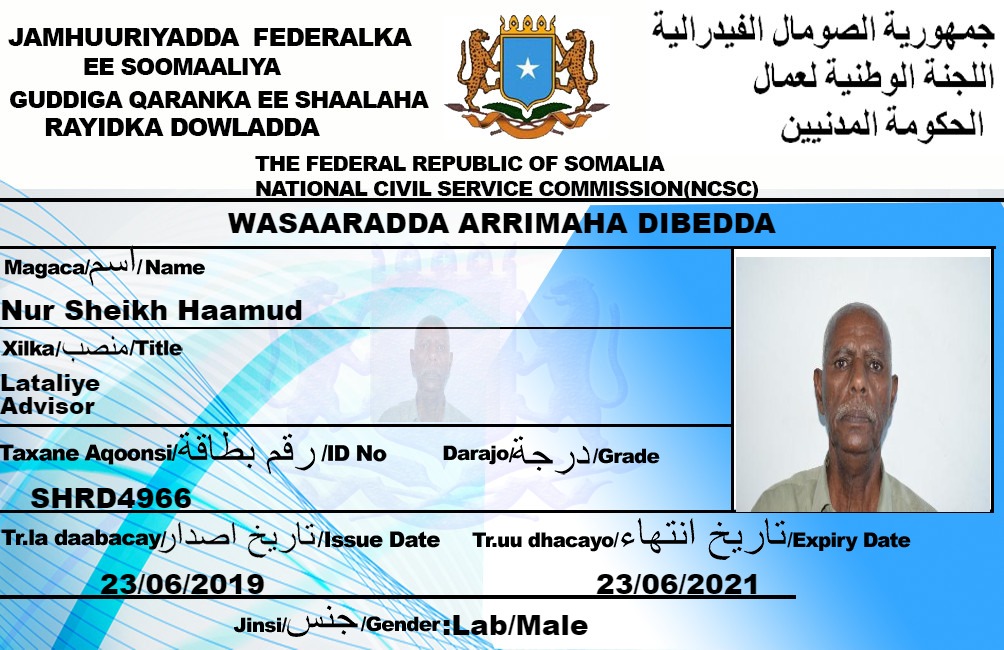 JAMHUURIYADDA FEDERALKA
EE SOOMAALIYA
GUDDIGA QARANKA EE SHAALAHA
RAYIDKA DOWLADDA
جمهورية الصومال الفيدرالية
اللجنة الوطنية لعمال
الحكومة المدنيين
THE FEDERAL REPUBLIC OF SOMALIA
NATIONAL CIVIL SERVICE COMMISSION(NCSC)
WASAARADDA ARRIMAHA DIBEDDA
Magaca/اسم/Name
Nur Sheikh Haamud
Xilka/منصب/Title
Lataliye
Advisor
Taxane Aqoonsi/رقم بطاقة/ID No
Darajo/درجة/Grade
SHRD4966
Tr.la daabacay/تاريخ اصدار/Issue Date
Tr.uu dhacayo/تاريخ انتهاء/Expiry Date
23/06/2019
23/06/2021
Jinsi/جنس/Gender:Lab/Male